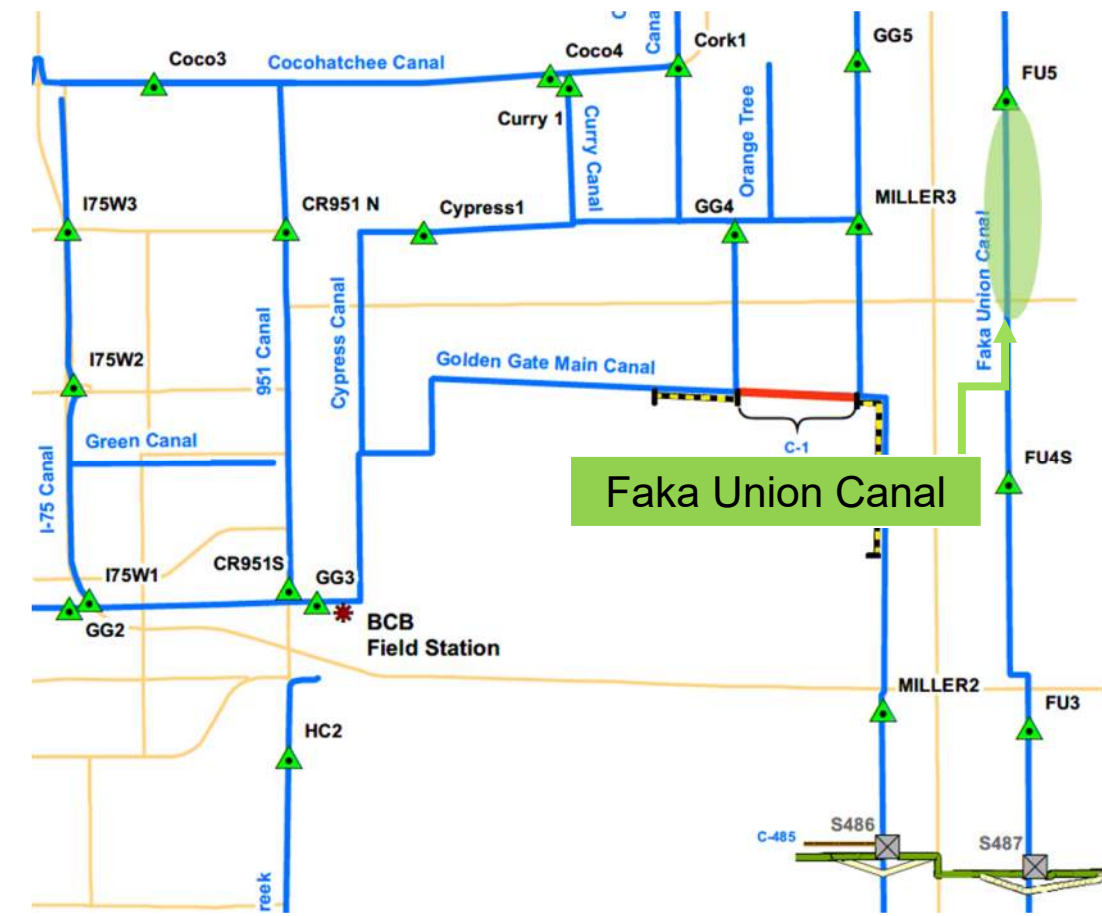 C
Canal
Cork1
GG5
Coco3
Cocohatchee Canal
Coco4
FU5
Curry 1
Curry Canal
Orange Tree
I75W3
CR951 N
Cypress1
GG4
MILLER3
Faka Union Canal
951 Canal
Cypress Canal
I75W2
Golden Gate Main Canal
C-1
Green Canal
I-75 Canal
Faka Union Canal
FU4S
I75W1
CR951S
GG3
GG2
BCB
Field Station
MILLER2
FU3
HC2
S486
C-485
S487
reek